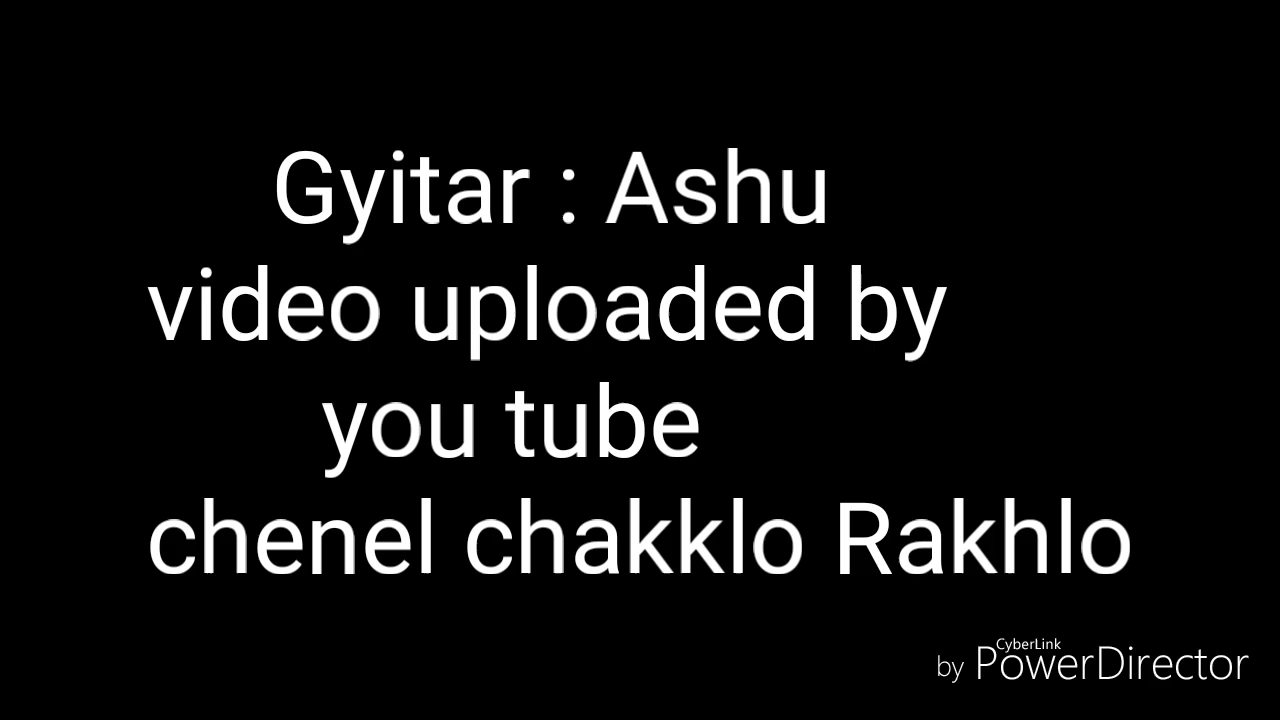 Gyitar : Ashu
video uploaded by
you tube
chenel chakklo Rakhlo
CyberLink
by PowerDirector